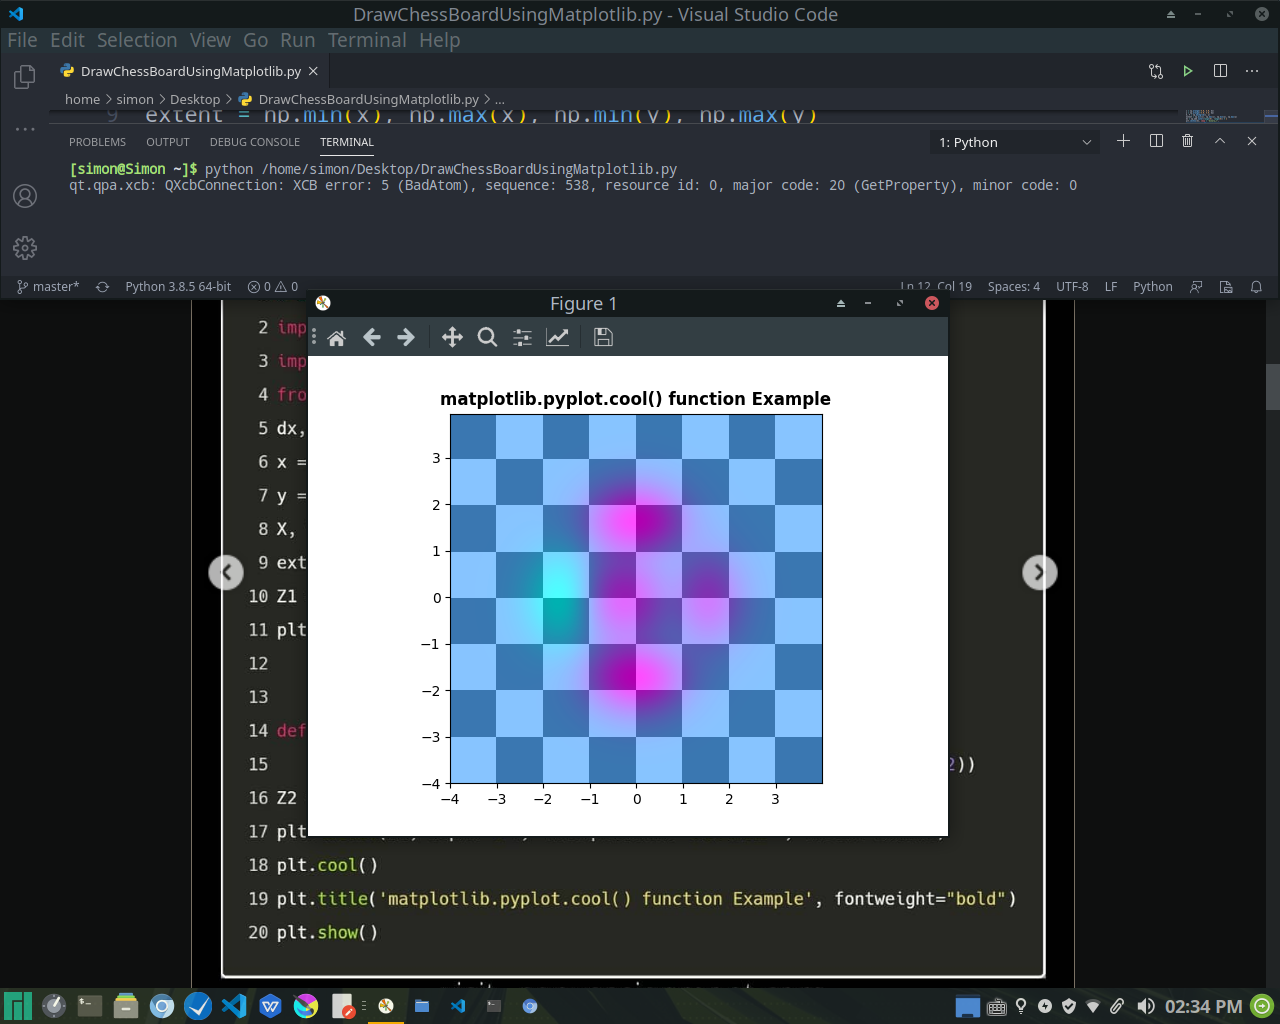 DrawChessBoardUsingMatplotlib.py - Visual Studio Code
File Edit Selection View Go Run Terminal Help
DrawChessBoardUsingMatplotlib.py
home > simon > Desktop > DrawChessBoardUsingMatplotlib.py > ...
9 extent = np.min(x), np.max(x), np.min(y), np.max(y)
PROBLEMS OUTPUT DEBUG CONSOLE TERMINAL 1: Python
[simon@Simon ~]$ python /home/simon/Desktop/DrawChessBoardUsingMatplotlib.py
qt.qpa.xcb: QXcbConnection: XCB error: 5 (BadAtom), sequence: 538, resource id: 0, major code: 20 (GetProperty), minor code: 0
master* Python 3.8.5 64-bit 0 0 Ln 12, Col 19 Spaces: 4 UTF-8 LF Python
Figure 1
matplotlib.pyplot.cool() function Example
3
2
1
0
−1
−2
−3
−4
−4 −3 −2 −1 0 1 2 3
2 imp
3 imp
4 fro
5 dx,
6 x =
7 y =
8 X,
9 ext
10 Z1
11 plt
12
13
14 def
15 2))
16 Z2
17 plt
18 plt.cool()
19 plt.title('matplotlib.pyplot.cool() function Example', fontweight="bold")
20 plt.show()
02:34 PM